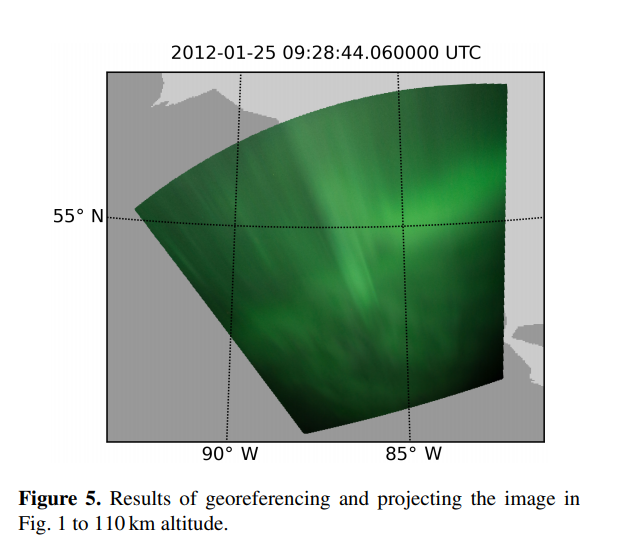 2012-01-25 09:28:44.060000 UTC
55° N
90° W
85° W
Figure 5. Results of georeferencing and projecting the image in
Fig. 1 to 110 km altitude.